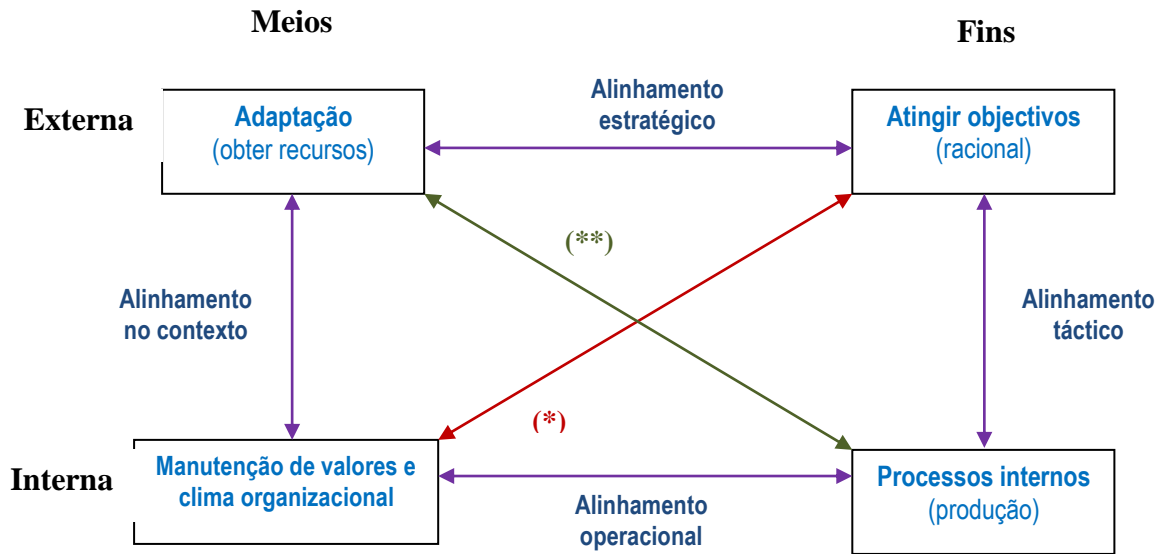 Meios
Fins
Externa
Adaptação
(obter recursos)
Alinhamento
estratégico
Atingir objectivos
(racional)
(**)
Alinhamento
no contexto
Alinhamento
táctico
(*)
Interna
Manutenção de valores e
clima organizacional
Alinhamento
operacional
Processos internos
(produção)